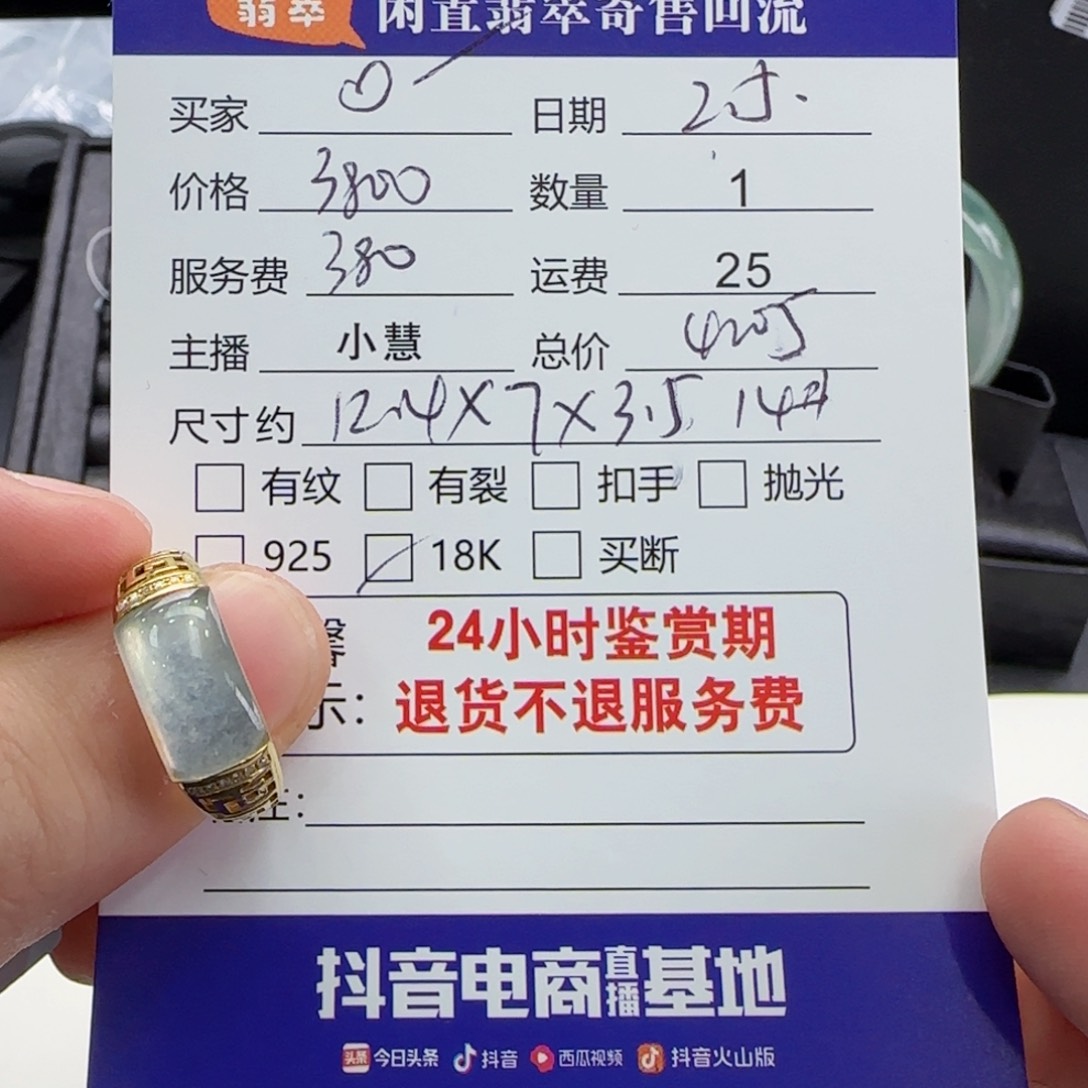 翡翠 闲置翡翠寄售回流
买家 日期 25.
价格 3800 数量 1
服务费 380 运费 25
主播 小慧 总价 4205
尺寸约 12.4X7X3.5 14#
有纹 有裂 扣手 抛光
925 18K 买断
24小时鉴赏期
示: 退货不退服务费
注:
抖音电商直播基地
头条 今日头条 抖音 西瓜视频 抖音火山版